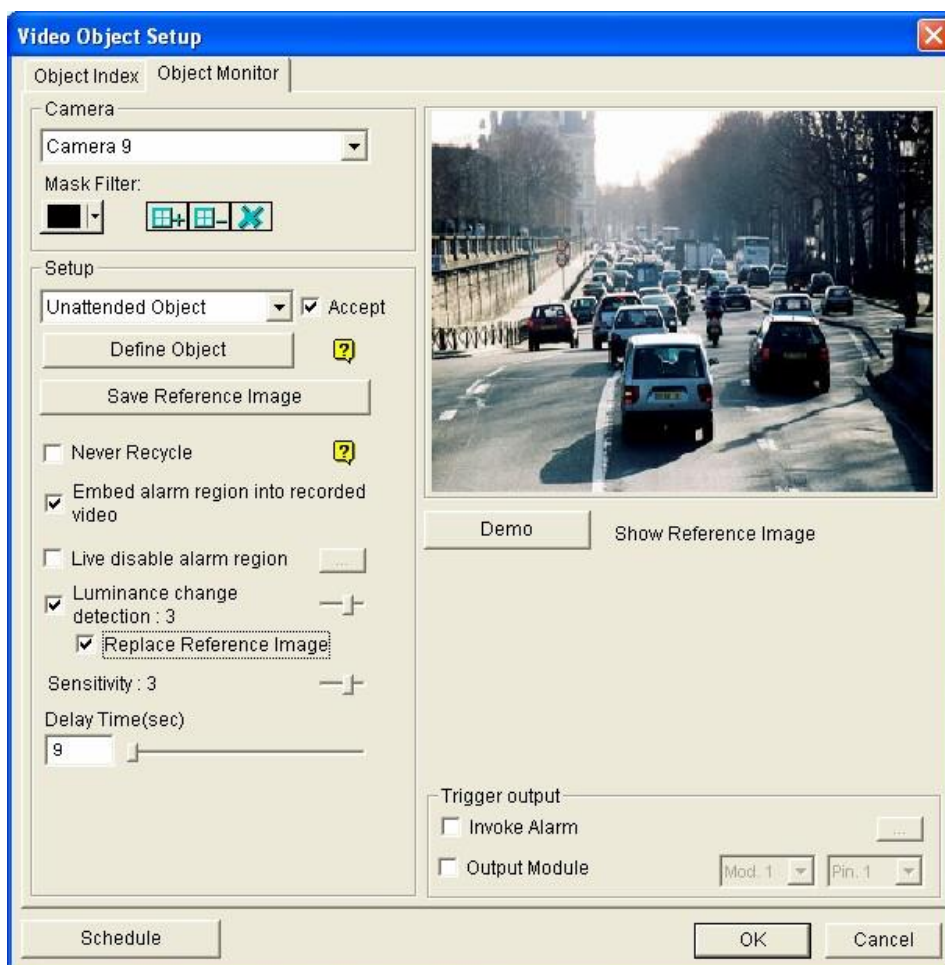 Video Object Setup
Object Index
Object Monitor
Camera
Camera 9
Mask Filter:
Setup
Unattended Object
Accept
Define Object
?
Save Reference Image
Never Recycle
?
Embed alarm region into recorded
video
Live disable alarm region
...
Luminance change
detection : 3
Replace Reference Image
Sensitivity : 3
Delay Time(sec)
9
Demo
Show Reference Image
Trigger output
Invoke Alarm
...
Output Module
Mod. 1
Pin. 1
Schedule
OK
Cancel